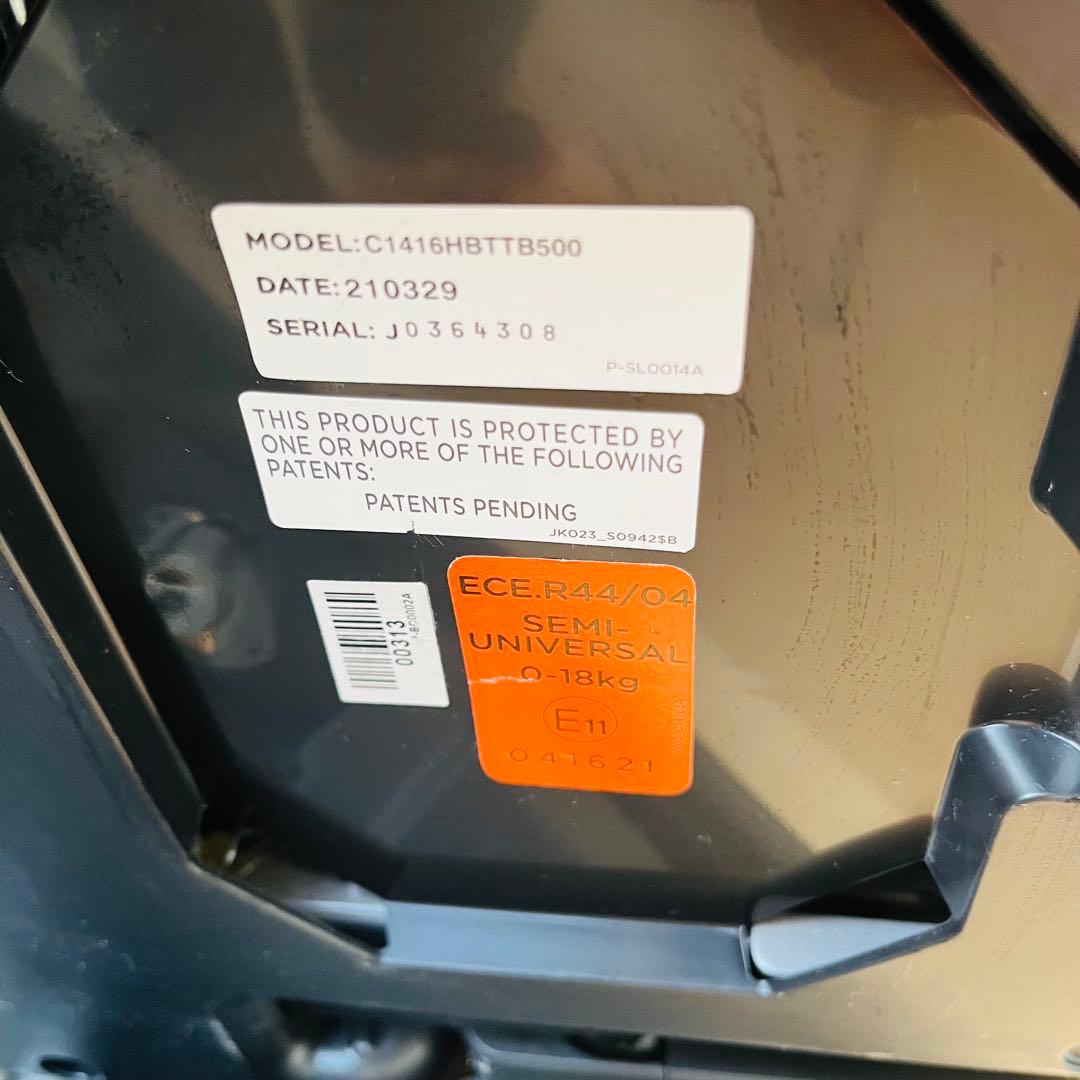 MODEL:C1416HBTTB500
DATE:210329
SERIAL: J0364308
P-SL0014A
THIS PRODUCT IS PROTECTED BY
ONE OR MORE OF THE FOLLOWING
PATENTS:
PATENTS PENDING
JK023_S0942$B
00313
ECE.R44/04
SEMI-
UNIVERSAL
0-18kg
E11
041621